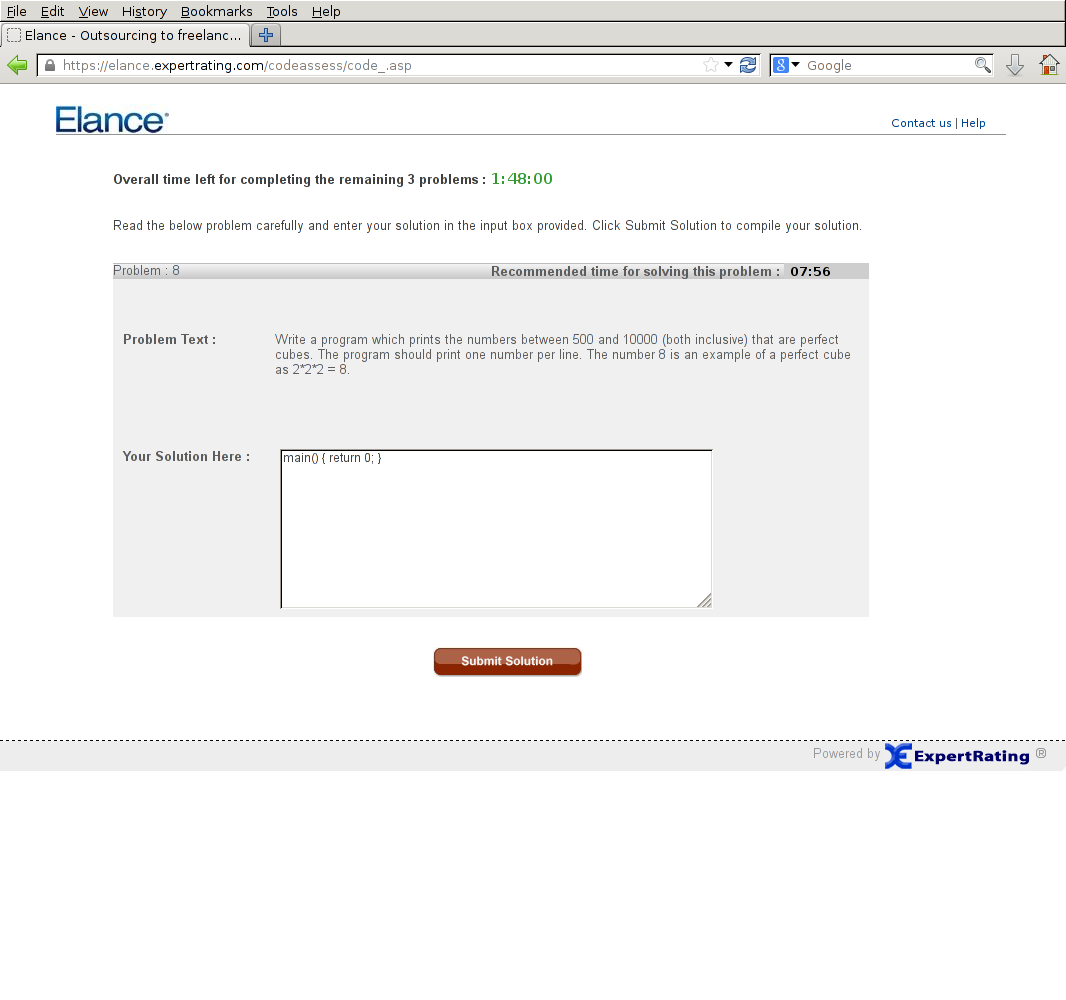 File Edit View History Bookmarks Tools Help
Elance - Outsourcing to freelanc...
https://elance.expertrating.com/codeassess/code_.asp
8 Google
Elance®
Contact us | Help
Overall time left for completing the remaining 3 problems : 1:48:00
Read the below problem carefully and enter your solution in the input box provided. Click Submit Solution to compile your solution.
Problem : 8 Recommended time for solving this problem : 07:56
Problem Text : Write a program which prints the numbers between 500 and 10000 (both inclusive) that are perfect
cubes. The program should print one number per line. The number 8 is an example of a perfect cube
as 2*2*2 = 8.
Your Solution Here : main() { return 0; }
Submit Solution
Powered by ExpertRating ®